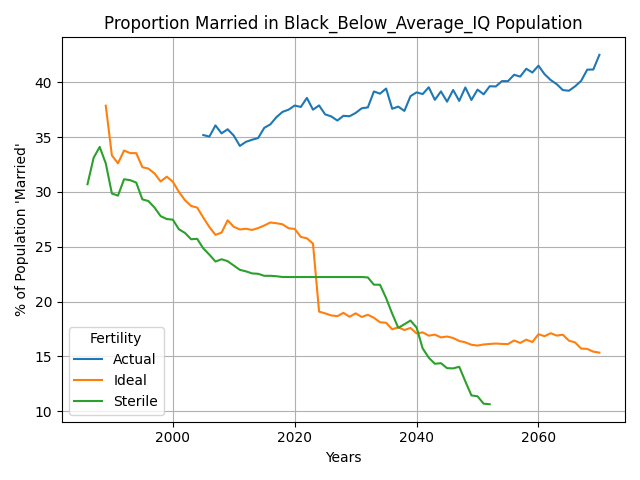 Proportion Married in Black_Below_Average_IQ Population
% of Population 'Married'
40
35
30
25
20
15
10
Fertility
Actual
Ideal
Sterile
2000 2020 2040 2060
Years